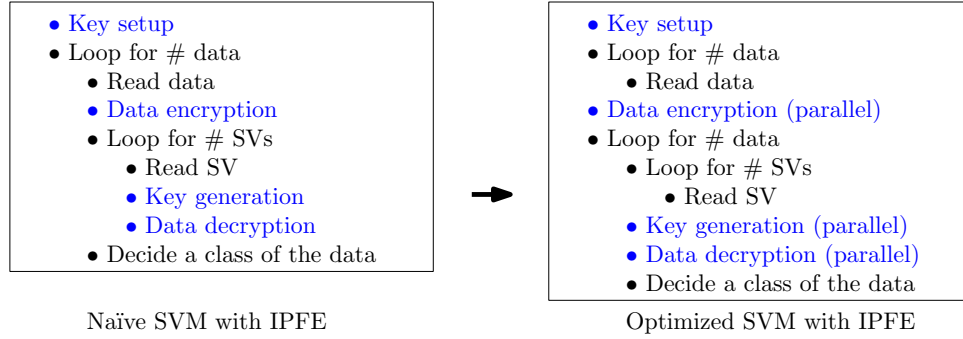 • Key setup
• Loop for # data
• Read data
• Data encryption
• Loop for # SVs
• Read SV
• Key generation
• Data decryption
• Decide a class of the data
Naïve SVM with IPFE
• Key setup
• Loop for # data
• Read data
• Data encryption (parallel)
• Loop for # data
• Loop for # SVs
• Read SV
• Key generation (parallel)
• Data decryption (parallel)
• Decide a class of the data
Optimized SVM with IPFE